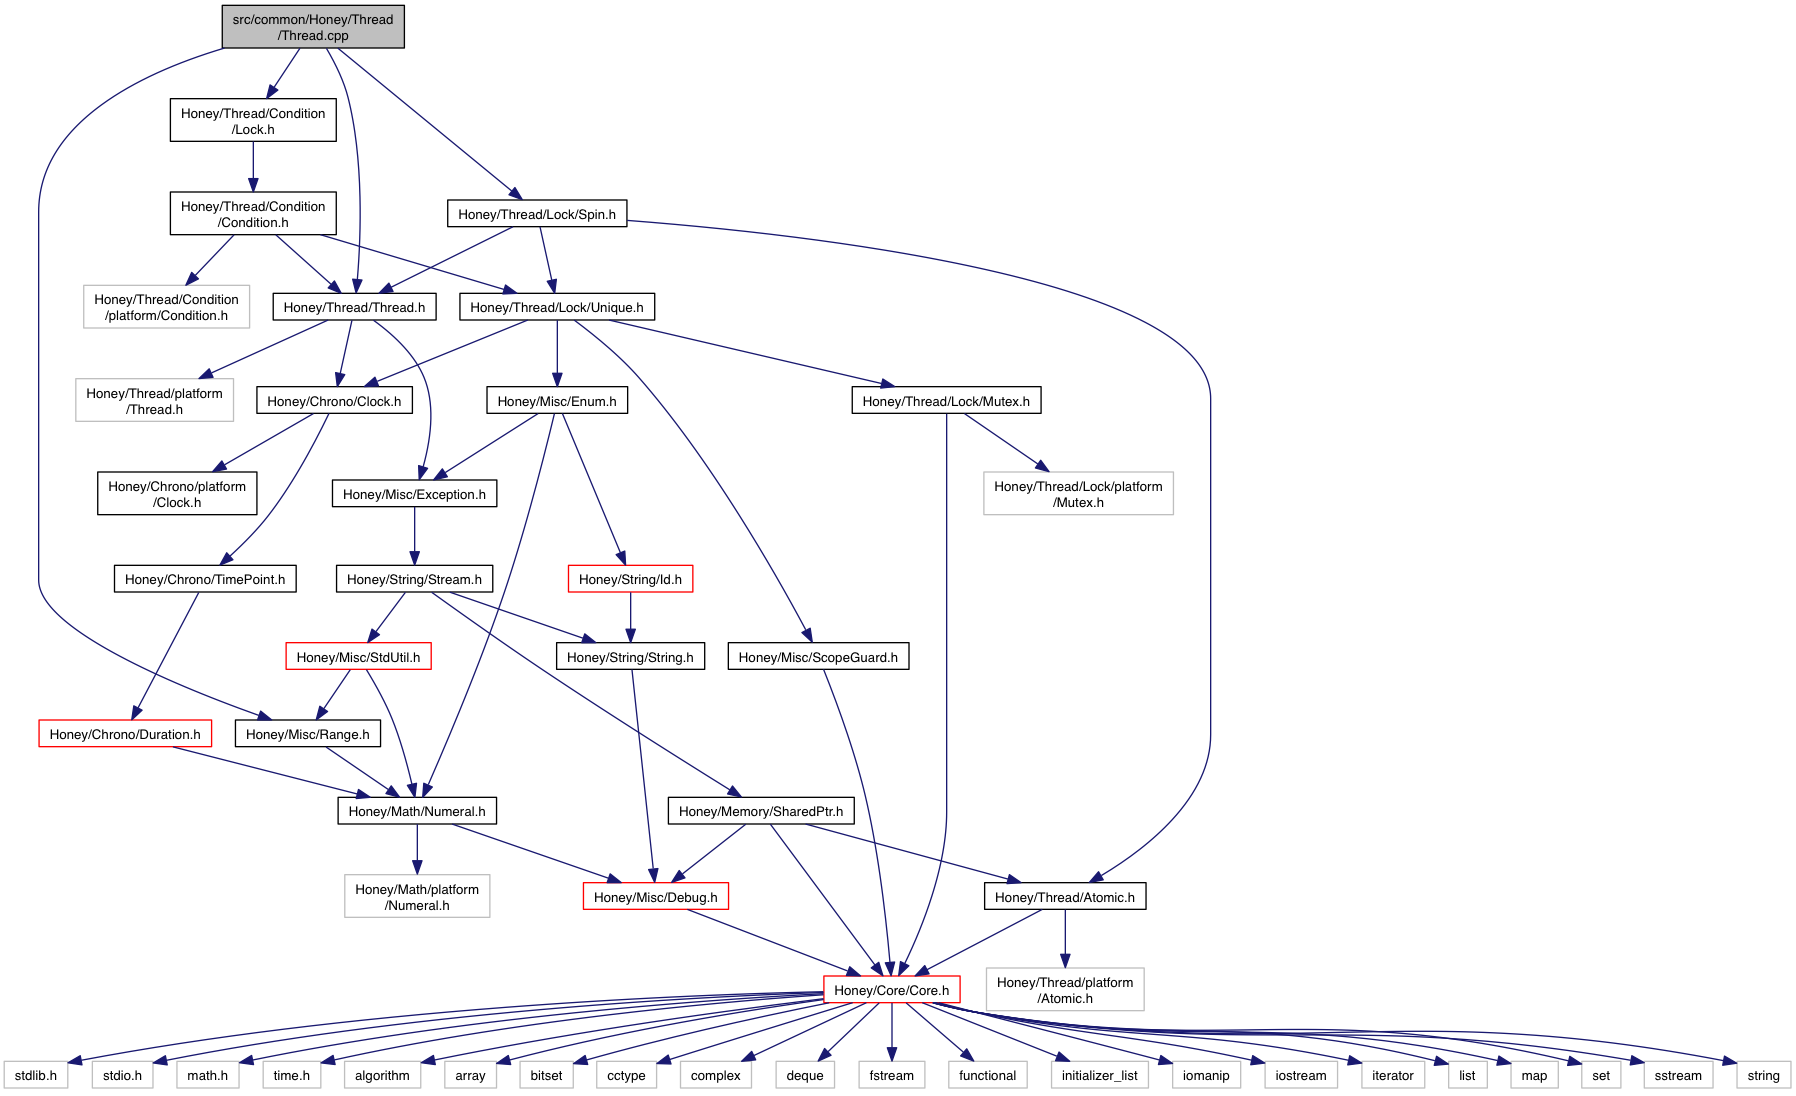 src/common/Honey/Thread
/Thread.cpp
Honey/Thread/Condition
/Lock.h
Honey/Thread/Condition
/Condition.h
Honey/Thread/Lock/Spin.h
Honey/Thread/Condition
/platform/Condition.h
Honey/Thread/Thread.h
Honey/Thread/Lock/Unique.h
Honey/Thread/platform
/Thread.h
Honey/Chrono/Clock.h
Honey/Misc/Enum.h
Honey/Thread/Lock/Mutex.h
Honey/Chrono/platform
/Clock.h
Honey/Misc/Exception.h
Honey/Thread/Lock/platform
/Mutex.h
Honey/Chrono/TimePoint.h
Honey/String/Stream.h
Honey/String/Id.h
Honey/Misc/StdUtil.h
Honey/String/String.h
Honey/Misc/ScopeGuard.h
Honey/Chrono/Duration.h
Honey/Misc/Range.h
Honey/Math/Numeral.h
Honey/Memory/SharedPtr.h
Honey/Math/platform
/Numeral.h
Honey/Misc/Debug.h
Honey/Thread/Atomic.h
Honey/Core/Core.h
Honey/Thread/platform
/Atomic.h
stdlib.h
stdio.h
math.h
time.h
algorithm
array
bitset
cctype
complex
deque
fstream
functional
initializer_list
iomanip
iostream
iterator
list
map
set
sstream
string